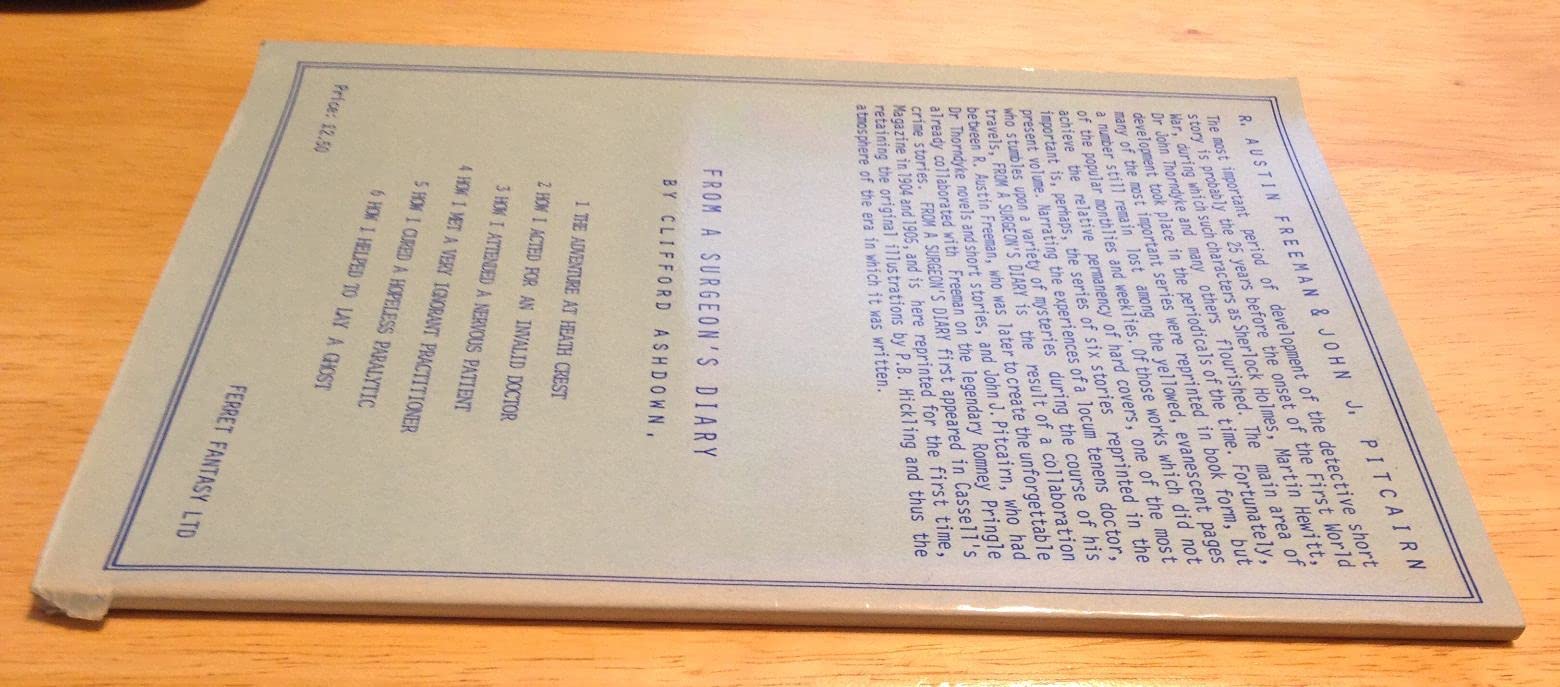 R. AUSTIN FREEMAN & JOHN J. PITCAIRN
The most important period of development of the detective short
story is probably the 25 years before the onset of the First World
War, during which such characters as Sherlock Holmes, Martin Hewitt,
Dr John Thorndyke and many others flourished. The main area of
development took place in the periodicals of the time. Fortunately,
many of the most important series were reprinted in book form, but
a number still remain lost among the yellowed, evanescent pages
of the popular monthlies and weeklies. Of those works which did not
achieve the relative permanency of hard covers, one of the most
important is, perhaps, the series of six stories reprinted in the
present volume. Narrating the experiences of a locum tenens doctor,
who stumbles upon a variety of mysteries during the course of his
travels, FROM A SURGEON'S DIARY is the result of a collaboration
between R. Austin Freeman, who was later to create the unforgettable
Dr Thorndyke novels and short stories, and John J. Pitcairn, who had
already collaborated with Freeman on the legendary Romney Pringle
crime stories. FROM A SURGEON'S DIARY first appeared in Cassell's
Magazine in 1904 and 1905, and is here reprinted for the first time,
retaining the original illustrations by P.B. Hickling and thus the
atmosphere of the era in which it was written.
FROM A SURGEON'S DIARY
BY CLIFFORD ASHDOWN,
1 THE ADVENTURE AT HEATH CREST
2 HOW I ACTED FOR AN INVALID DOCTOR
3 HOW I ATTENDED A NERVOUS PATIENT
4 HOW I MET A VERY IGNORANT PRACTITIONER
5 HOW I CURED A HOPELESS PARALYTIC
6 HOW I HELPED TO LAY A GHOST
Price: £2.50
FERRET FANTASY LTD